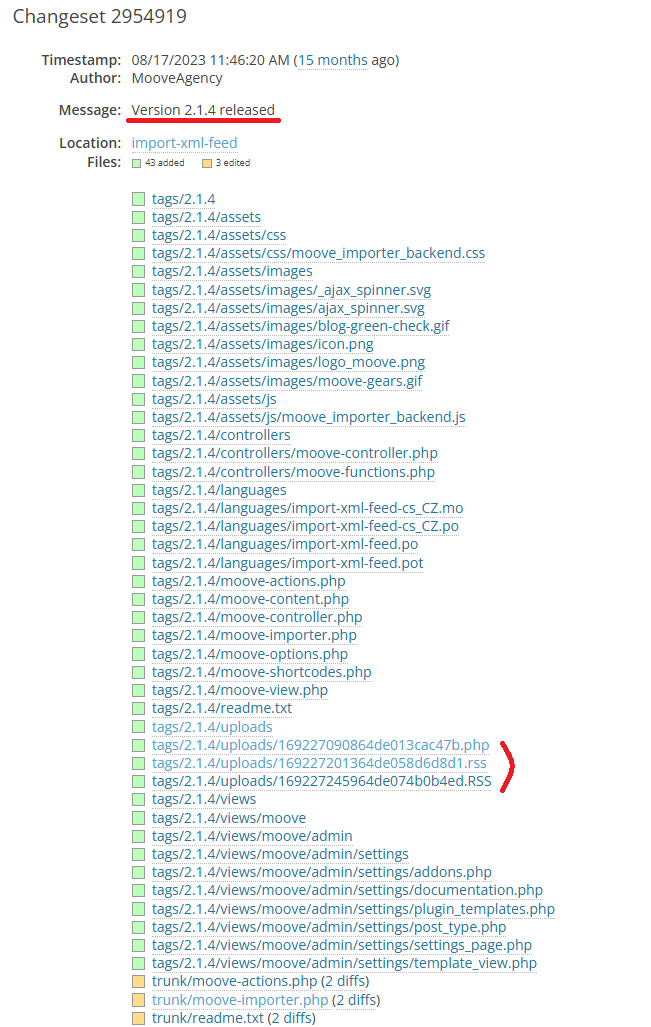 Changeset 2954919
Timestamp: 08/17/2023 11:46:20 AM (15 months ago)
Author: MooveAgency
Message: Version 2.1.4 released
Location: import-xml-feed
Files: 43 added 3 edited
tags/2.1.4
tags/2.1.4/assets
tags/2.1.4/assets/css
tags/2.1.4/assets/css/moove_importer_backend.css
tags/2.1.4/assets/images
tags/2.1.4/assets/images/_ajax_spinner.svg
tags/2.1.4/assets/images/ajax_spinner.svg
tags/2.1.4/assets/images/blog-green-check.gif
tags/2.1.4/assets/images/icon.png
tags/2.1.4/assets/images/logo_moove.png
tags/2.1.4/assets/images/moove-gears.gif
tags/2.1.4/assets/js
tags/2.1.4/assets/js/moove_importer_backend.js
tags/2.1.4/controllers
tags/2.1.4/controllers/moove-controller.php
tags/2.1.4/controllers/moove-functions.php
tags/2.1.4/languages
tags/2.1.4/languages/import-xml-feed-cs_CZ.mo
tags/2.1.4/languages/import-xml-feed-cs_CZ.po
tags/2.1.4/languages/import-xml-feed.po
tags/2.1.4/languages/import-xml-feed.pot
tags/2.1.4/moove-actions.php
tags/2.1.4/moove-content.php
tags/2.1.4/moove-controller.php
tags/2.1.4/moove-importer.php
tags/2.1.4/moove-options.php
tags/2.1.4/moove-shortcodes.php
tags/2.1.4/moove-view.php
tags/2.1.4/readme.txt
tags/2.1.4/uploads
tags/2.1.4/uploads/169227090864de013cac47b.php
tags/2.1.4/uploads/169227201364de058d6d8d1.rss
tags/2.1.4/uploads/169227245964de074b0b4ed.RSS
tags/2.1.4/views
tags/2.1.4/views/moove
tags/2.1.4/views/moove/admin
tags/2.1.4/views/moove/admin/settings
tags/2.1.4/views/moove/admin/settings/addons.php
tags/2.1.4/views/moove/admin/settings/documentation.php
tags/2.1.4/views/moove/admin/settings/plugin_templates.php
tags/2.1.4/views/moove/admin/settings/post_type.php
tags/2.1.4/views/moove/admin/settings/settings_page.php
tags/2.1.4/views/moove/admin/settings/template_view.php
trunk/moove-actions.php (2 diffs)
trunk/moove-importer.php (2 diffs)
trunk/readme.txt (2 diffs)